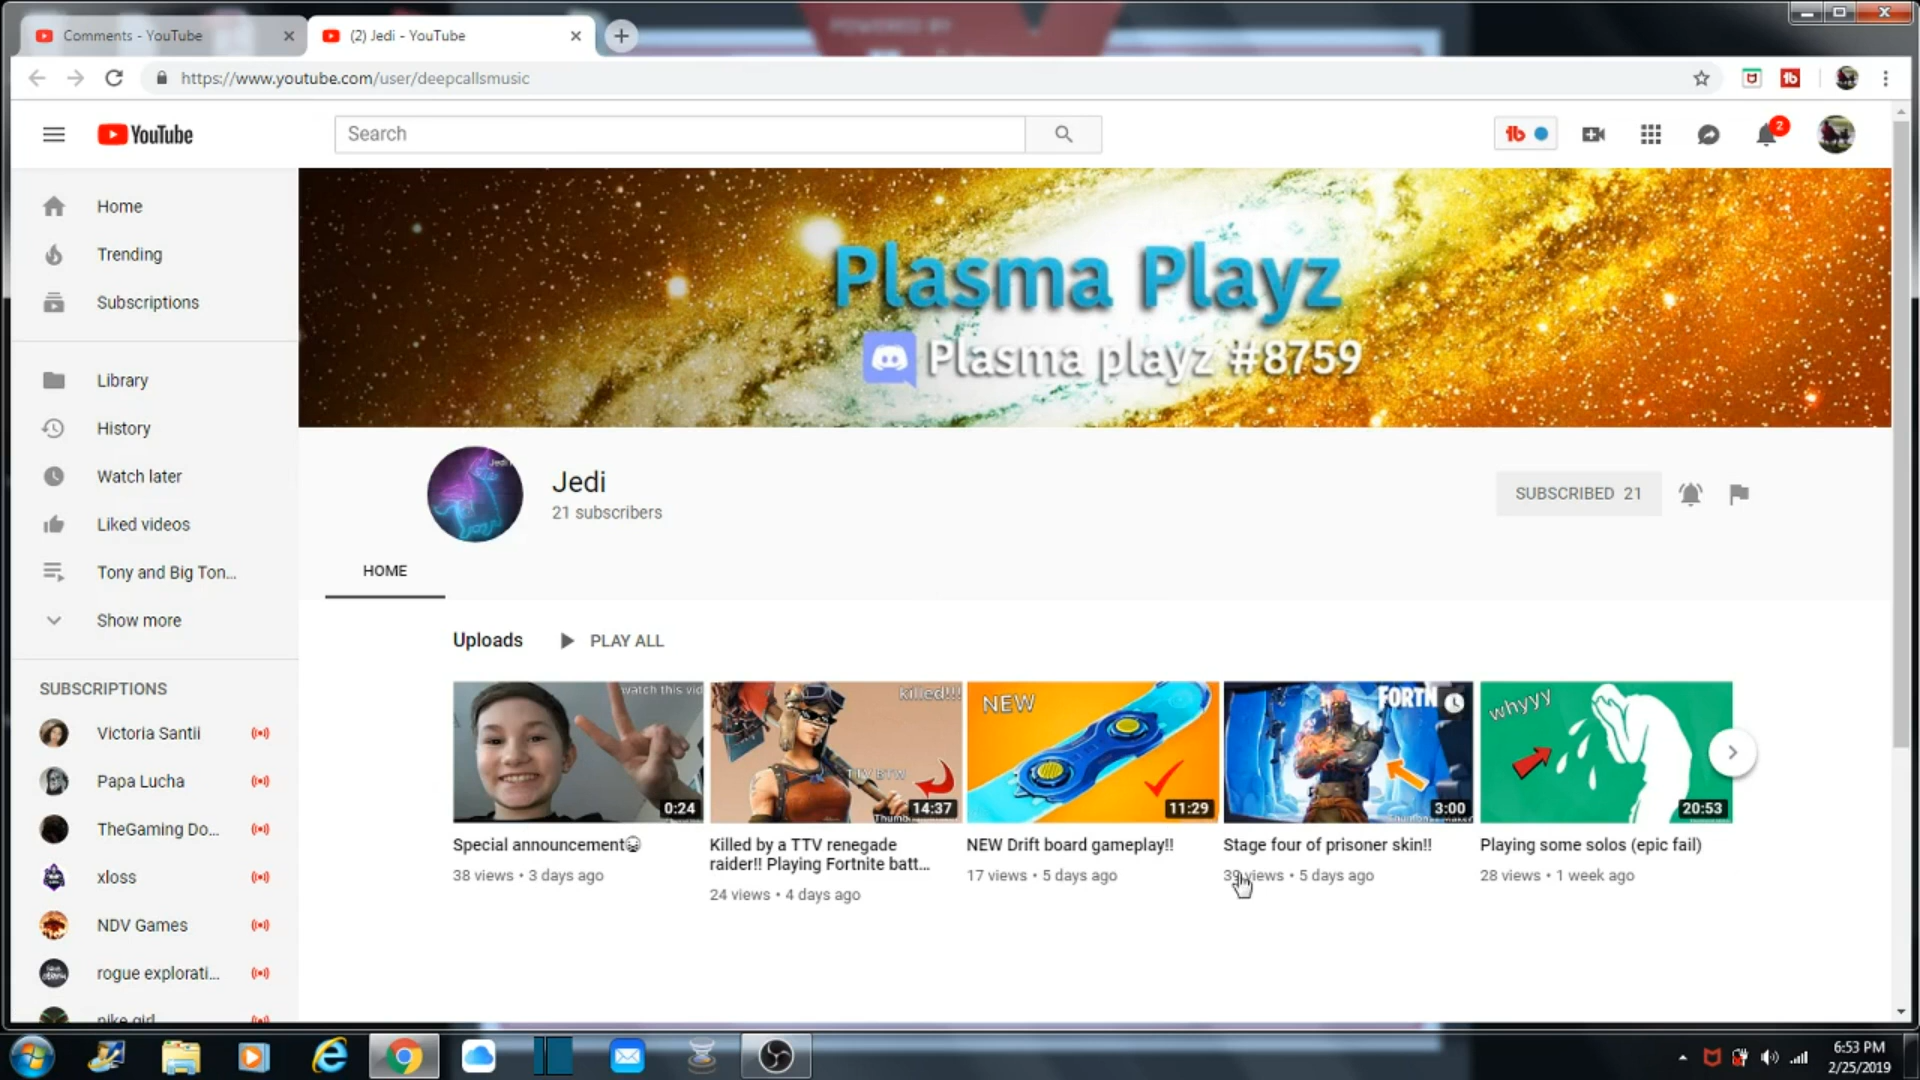 POWERED BY
Comments - YouTube
(2) Jedi - YouTube
https://www.youtube.com/user/deepcallsmusic
YouTube
Search
tb
2
Home
Trending
Subscriptions
Library
History
Watch later
Liked videos
Tony and Big Ton...
Show more
SUBSCRIPTIONS
Victoria Santii
Papa Lucha
TheGaming Do...
xloss
NDV Games
rogue explorati...
nike girl
Plasma Playz
Plasma playz #8759
Jedi
21 subscribers
SUBSCRIBED 21
HOME
Uploads
PLAY ALL
watch this vid
0:24
Special announcement😂
38 views • 3 days ago
killed!!!
TTV BTW
14:37
Killed by a TTV renegade
raider!! Playing Fortnite batt...
24 views • 4 days ago
NEW
11:29
NEW Drift board gameplay!!
17 views • 5 days ago
FORTN
3:00
Stage four of prisoner skin!!
39 views • 5 days ago
whyyy
20:53
Playing some solos (epic fail)
28 views • 1 week ago
6:53 PM
2/25/2019